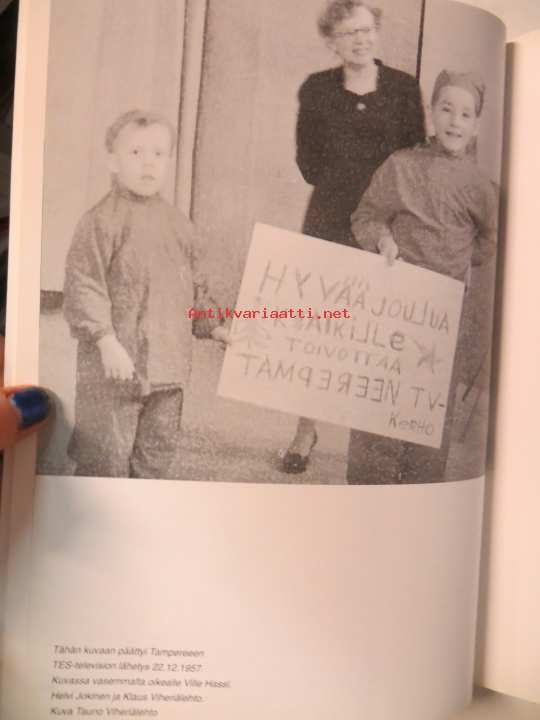 HYVÄÄ JOULUA
KAIKILLE
TOIVOTTAA
TAMPEREEN TV-
KERHO
Antikvariaatti.net
Tähän kuvaan päättyi Tampereeen
TES-television lähetys 22.12.1957.
Kuvassa vasemmalta oikealle Ville Hassi,
Helvi Jokinen ja Klaus Viheriälehto.
Kuva Tauno Viheriälehto